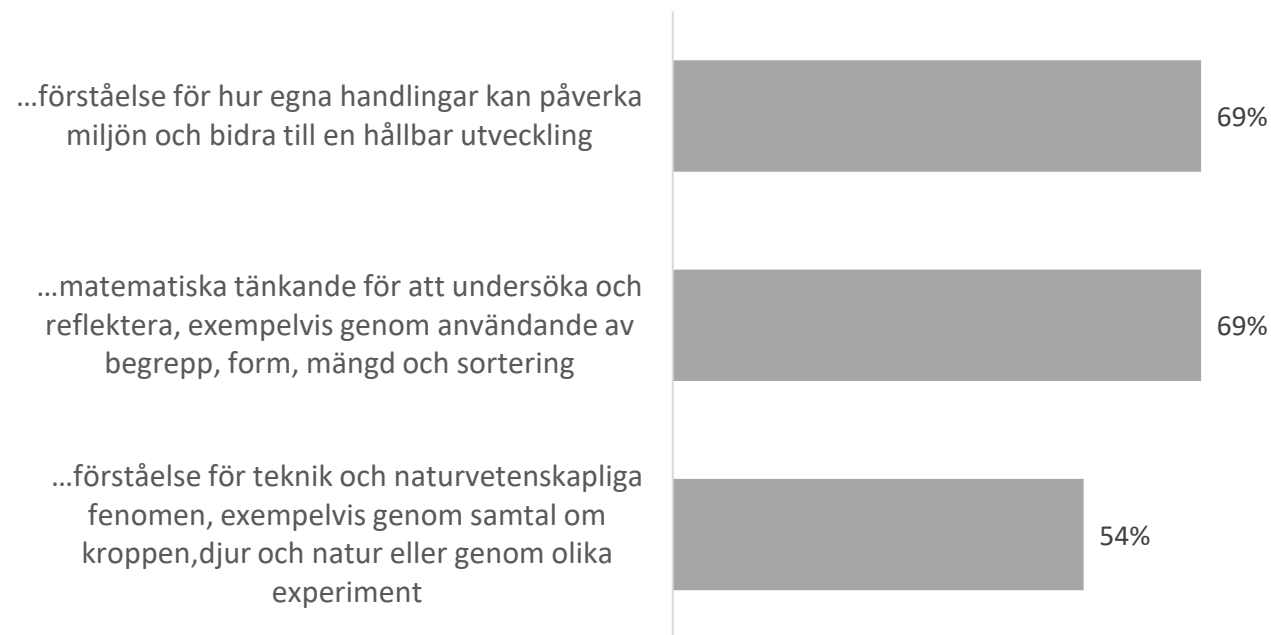 ...förståelse för hur egna handlingar kan påverka
miljön och bidra till en hållbar utveckling
69%
...matematiska tänkande för att undersöka och
reflektera, exempelvis genom användande av
begrepp, form, mängd och sortering
69%
...förståelse för teknik och naturvetenskapliga
fenomen, exempelvis genom samtal om
kroppen,djur och natur eller genom olika
experiment
54%